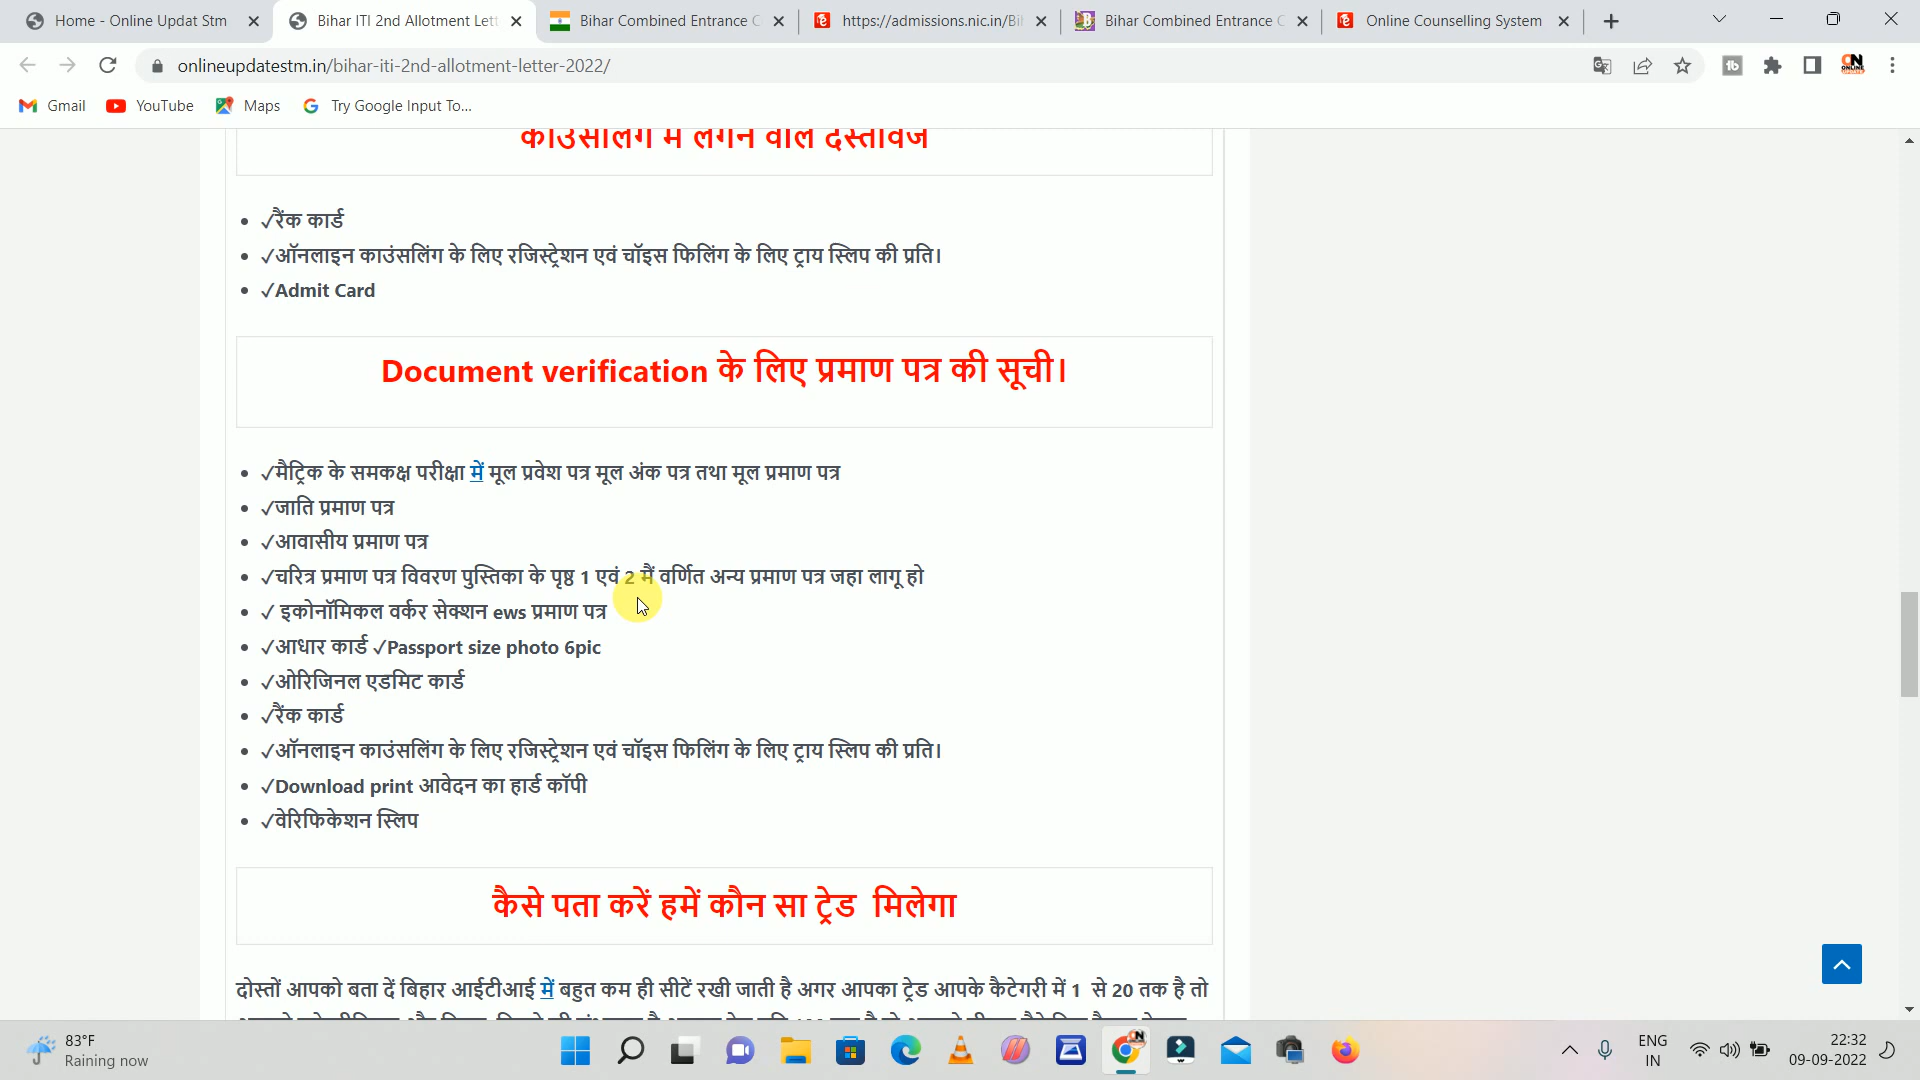 Home - Online Updat Stm
Bihar ITI 2nd Allotment Lett
Bihar Combined Entrance C
https://admissions.nic.in/Bih
Bihar Combined Entrance C
Online Counselling System
onlineupdatestm.in/bihar-iti-2nd-allotment-letter-2022/
Gmail
YouTube
Maps
Try Google Input To...
काउंसलिंग में लगने वाले दस्तावेज
✓रैंक कार्ड
✓ऑनलाइन काउंसलिंग के लिए रजिस्ट्रेशन एवं चॉइस फिलिंग के लिए ट्राय स्लिप की प्रति।
✓Admit Card
Document verification के लिए प्रमाण पत्र की सूची।
✓मैट्रिक के समकक्ष परीक्षा में मूल प्रवेश पत्र मूल अंक पत्र तथा मूल प्रमाण पत्र
✓जाति प्रमाण पत्र
✓आवासीय प्रमाण पत्र
✓चरित्र प्रमाण पत्र विवरण पुस्तिका के पृष्ठ 1 एवं 2 मैं वर्णित अन्य प्रमाण पत्र जहा लागू हो
✓ इकोनॉमिकल वर्कर सेक्शन ews प्रमाण पत्र
✓आधार कार्ड ✓Passport size photo 6pic
✓ओरिजिनल एडमिट कार्ड
✓रैंक कार्ड
✓ऑनलाइन काउंसलिंग के लिए रजिस्ट्रेशन एवं चॉइस फिलिंग के लिए ट्राय स्लिप की प्रति।
✓Download print आवेदन का हार्ड कॉपी
✓वेरिफिकेशन स्लिप
कैसे पता करें हमें कौन सा ट्रेड मिलेगा
दोस्तों आपको बता दें बिहार आईटीआई में बहुत कम ही सीटें रखी जाती है अगर आपका ट्रेड आपके कैटेगरी में 1 से 20 तक है तो
83°F
Raining now
ENG
IN
22:32
09-09-2022